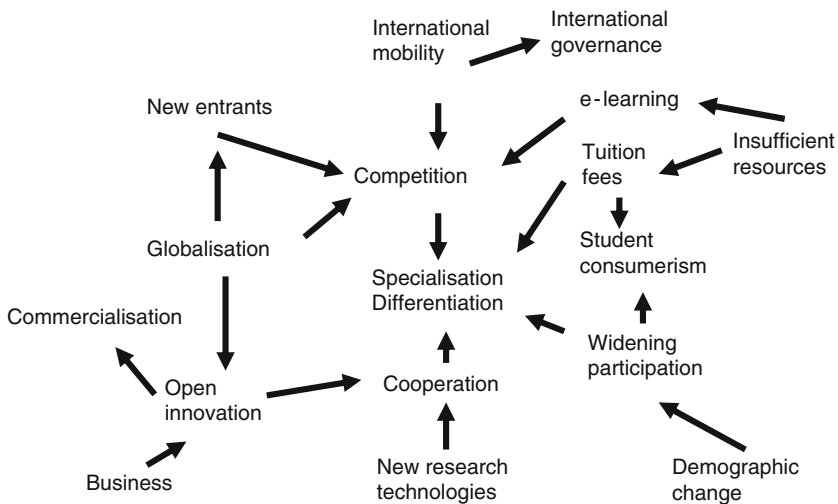 International
mobility
International
governance
e-learning
New entrants
Insufficient
resources
Tuition
fees
Competition
Globalisation
Student
consumerism
Specialisation
Differentiation
Commercialisation
Widening
participation
Open
innovation
Cooperation
Business
New research
technologies
Demographic
change